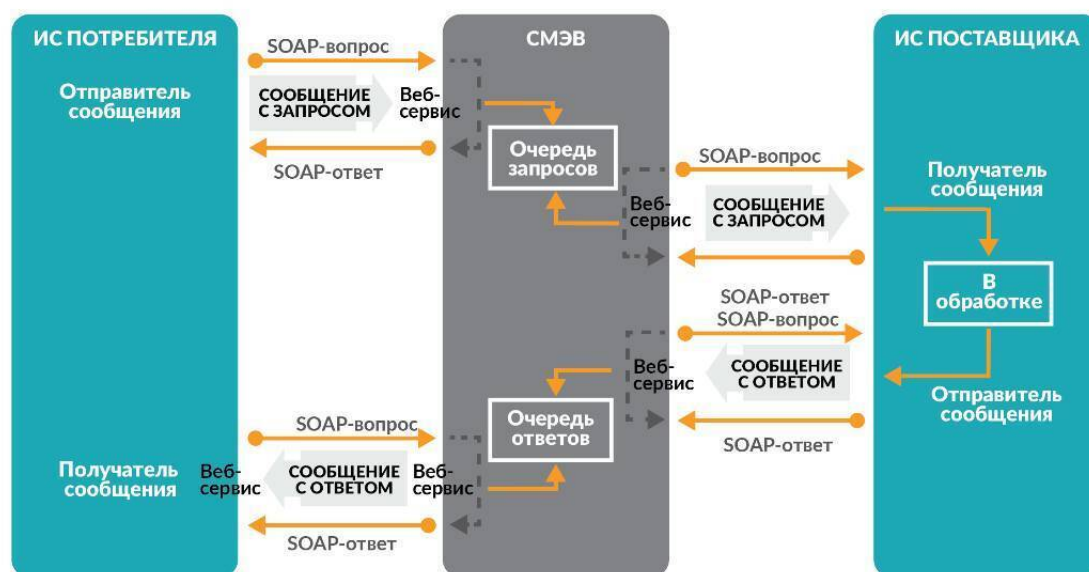 ИС ПОТРЕБИТЕЛЯ
СМЭВ
ИС ПОСТАВЩИКА
SOAP-вопрос
Отправитель
сообщения
СООБЩЕНИЕ
С ЗАПРОСОМ
Веб-
сервис
SOAP-ответ
Очередь
запросов
SOAP-вопрос
Получатель
сообщения
Веб-
сервис
СООБЩЕНИЕ
С ЗАПРОСОМ
В
обработке
SOAP-ответ
SOAP-вопрос
Веб-
сервис
СООБЩЕНИЕ
С ОТВЕТОМ
Отправитель
сообщения
SOAP-ответ
Очередь
ответов
SOAP-вопрос
Получатель
сообщения
Веб-
сервис
СООБЩЕНИЕ
С ОТВЕТОМ
Веб-
сервис
SOAP-ответ